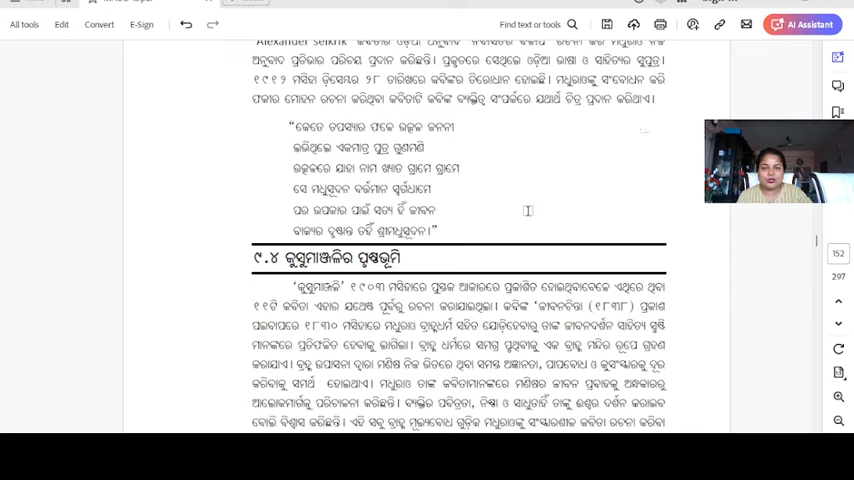 All tools Edit Convert E-Sign Find text or tools AI Assistant
ଅନୁବାଦ ପ୍ରତିଭାର ପରିଚୟ ପ୍ରଦାନ କରିଛନ୍ତି। ପ୍ରକୃତରେ ସେଥିଲେ ଓଡ଼ିଆ ଭାଷା ଓ ସାହିତ୍ୟର ସୁପୁତ୍ର।
୧୯୧୨ ମସିହା ଡ଼ିସେମ୍ବର ୨୮ ତାରିଖରେ କବିଙ୍କର ତିରୋଧାନ ହୋଇଛି। ମଧୁରାଓଙ୍କୁ ସଂବୋଧନ କରି
ଫକୀର ମୋହନ ରଚନା କରିଥିବା କବିତାଟି କବିଙ୍କ ବ୍ୟକ୍ତିତ୍ୱ ସଂପର୍କରେ ଯଥାର୍ଥ ଚିତ୍ର ପ୍ରଦାନ କରିଥାଏ।
“କେତେ ତପସ୍ୟାର ଫଳେ ଉତ୍କଳ ଜନନୀ
ଲଭିଥିଲେ ଏକମାତ୍ର ପୁତ୍ର ଗୁଣମଣି
ଉତ୍କଳରେ ଯାହା ନାମ ଖ୍ୟାତ ଗ୍ରାମେ ଗ୍ରାମେ
ସେ ମଧୁସୂଦନ ବର୍ତ୍ତମାନ ସ୍ୱର୍ଗଧାମେ
ପର ଉପକାର ପାଇଁ ସତ୍ୟ ହିଁ ଜୀବନ
ବାକ୍ୟର ଦୃଷ୍ଟାନ୍ତ ତହିଁ ଶ୍ରୀମଧୁସୂଦନ।”
୯.୪ କୁସୁମାଞ୍ଜଳିର ପୃଷ୍ଠଭୂମି
152
‘କୁସୁମାଞ୍ଜଳି’ ୧୯୦୩ ମସିହାରେ ପୁସ୍ତକ ଆକାରରେ ପ୍ରକାଶିତ ହୋଇଥିବାବେଳେ ଏଥିରେ ଥିବା
297
୧୧ଟି କବିତା ଏହାର ଯଥେଷ୍ଟ ପୂର୍ବରୁ ରଚନା କରାଯାଇଥିଲା। କବିଙ୍କ ‘ଜୀବନଚିନ୍ତା (୧୮୩୮) ପ୍ରକାଶ
ପାଇବାପରେ ୧୮୩୦ ମସିହାରେ ମଧୁରାଓ ବ୍ରାହ୍ମଧର୍ମ ସହିତ ଯୋଡ଼ିହେବାରୁ ତାଙ୍କ ଜୀବନଦର୍ଶନ ସାହିତ୍ୟ ସୃଷ୍ଟି
ମାନଙ୍କରେ ପ୍ରତିଫଳିତ ହେବାକୁ ଲାଗିଲା। ବ୍ରାହ୍ମ ଧର୍ମରେ ସମଗ୍ର ପୃଥିବୀକୁ ଏକ ବ୍ରାହ୍ମ ମନ୍ଦିର ରୂପେ ଗ୍ରହଣ
କରାଯାଏ। ବ୍ରହ୍ମ ଉପାସନା ଦ୍ୱାରା ମଣିଷ ନିଜ ଭିତରେ ଥିବା ସମସ୍ତ ଅଜ୍ଞାନତା, ପାପବୋଧ ଓ କୁସଂସ୍କାରକୁ ଦୂର
କରିବାକୁ ସମର୍ଥ ହୋଇଥାଏ। ମଧୁରାଓ ତାଙ୍କ କବିତାମାନଙ୍କରେ ମଣିଷର ଜୀବନ ପ୍ରବାହକୁ ଅନ୍ଧକାରରୁ
ଆଲୋକମାର୍ଗକୁ ପରିଚାଳନା କରିଛନ୍ତି। ବ୍ୟକ୍ତିର ପବିତ୍ରତା, ନିଷ୍ଠା ଓ ସାଧୁତାହିଁ ତାଙ୍କୁ ଈଶ୍ୱର ଦର୍ଶନ କରାଇବ
ବୋଲି ବିଶ୍ୱାସ କରିଛନ୍ତି। ଏହି ସବୁ ବ୍ରାହ୍ମ ମୂଲ୍ୟବୋଧ ଗୁଡ଼ିକ ମଧୁରାଓଙ୍କୁ ସଂସ୍କାରଶୀଳ କବିତା ରଚନା କରିବା